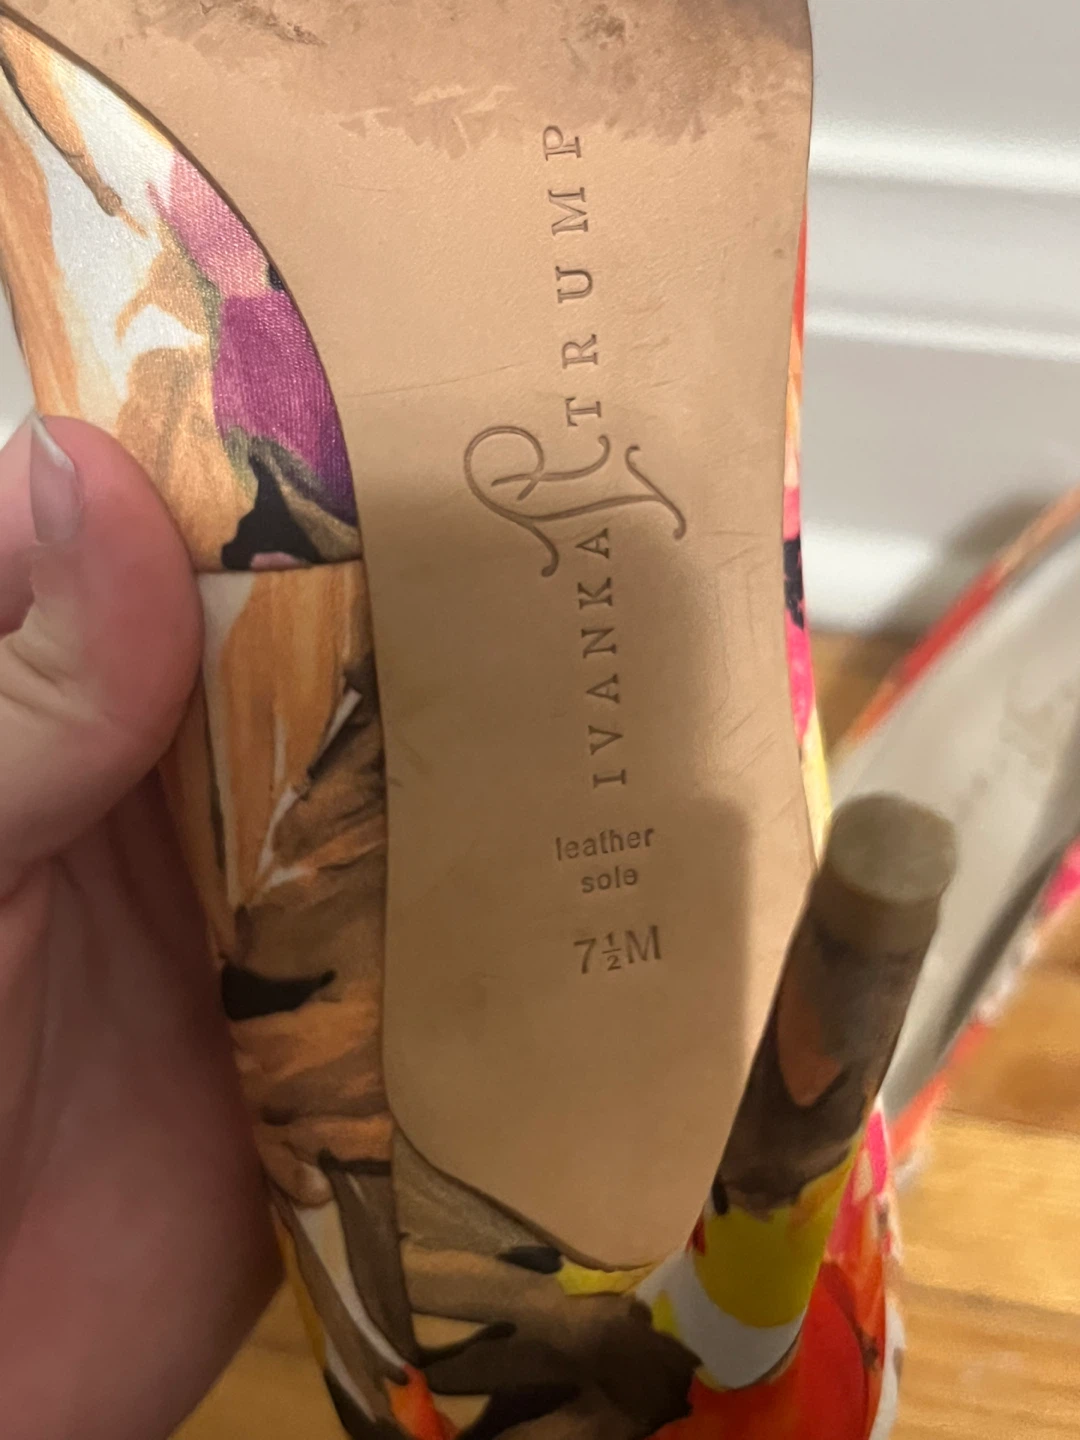 IVANKA TRUMP
leather
sole
7½M